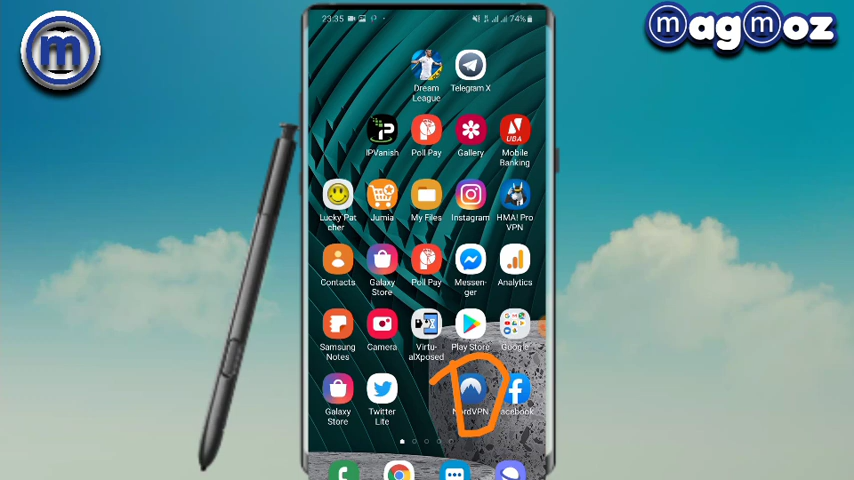 m
magmoz
23:35
74%
Dream
League
Telegram X
IPVanish
Poll Pay
Gallery
Mobile
Banking
UBA
Lucky Pat
cher
Jumia
My Files
Instagram
HMA! Pro
VPN
Contacts
Galaxy
Store
Poll Pay
Messen-
ger
Analytics
Samsung
Notes
Camera
Virtu-
alXposed
Play Store
Google
Galaxy
Store
Twitter
Lite
NordVPN
Facebook